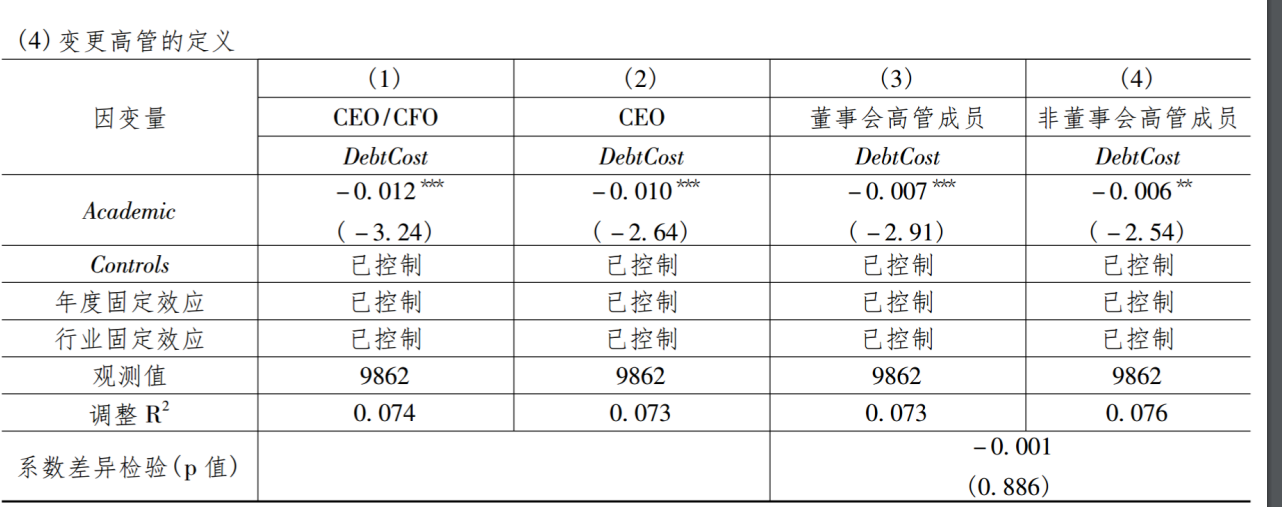 (4)变更高管的定义
因变量 (1) (2) (3) (4)
CEO/CFO CEO 董事会高管成员 非董事会高管成员
DebtCost DebtCost DebtCost DebtCost
Academic -0.012*** -0.010*** -0.007*** -0.006**
(-3.24) (-2.64) (-2.91) (-2.54)
Controls 已控制 已控制 已控制 已控制
年度固定效应 已控制 已控制 已控制 已控制
行业固定效应 已控制 已控制 已控制 已控制
观测值 9862 9862 9862 9862
调整 R² 0.074 0.073 0.073 0.076
系数差异检验(p 值) -0.001
(0.886)